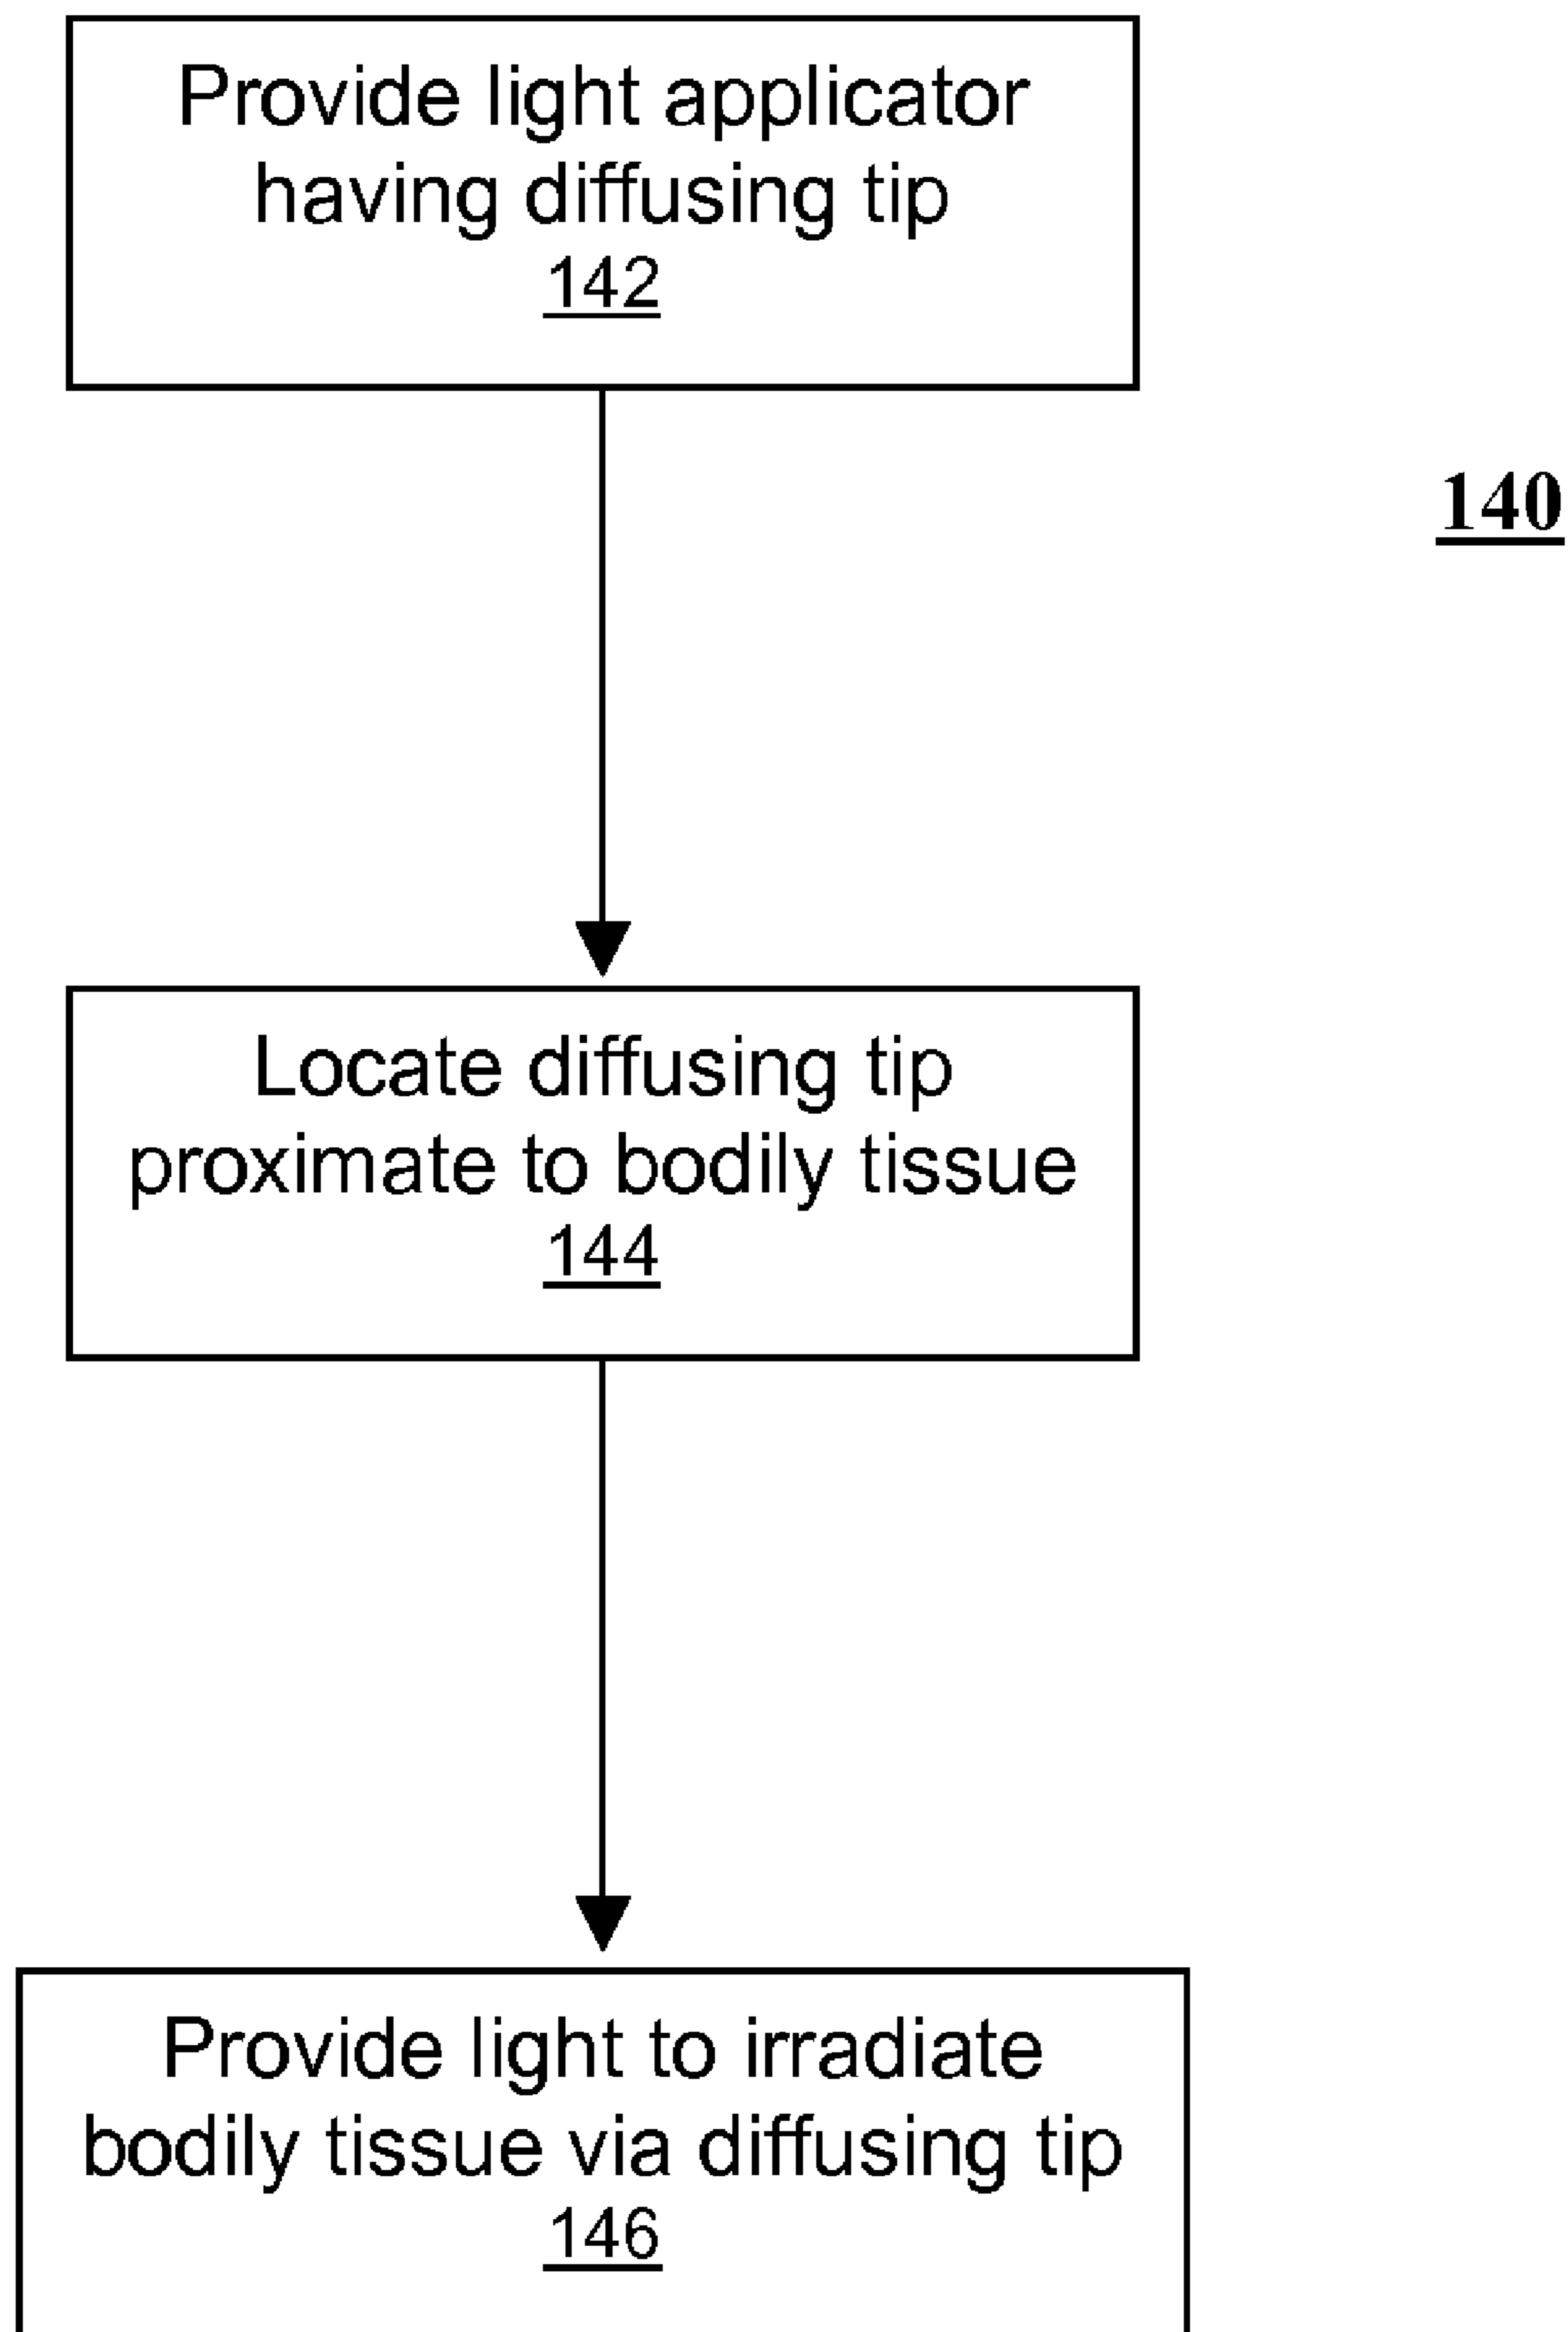 Provide light applicator
having diffusing tip
142
140
Locate diffusing tip
proximate to bodily tissue
144
Provide light to irradiate
bodily tissue via diffusing tip
146